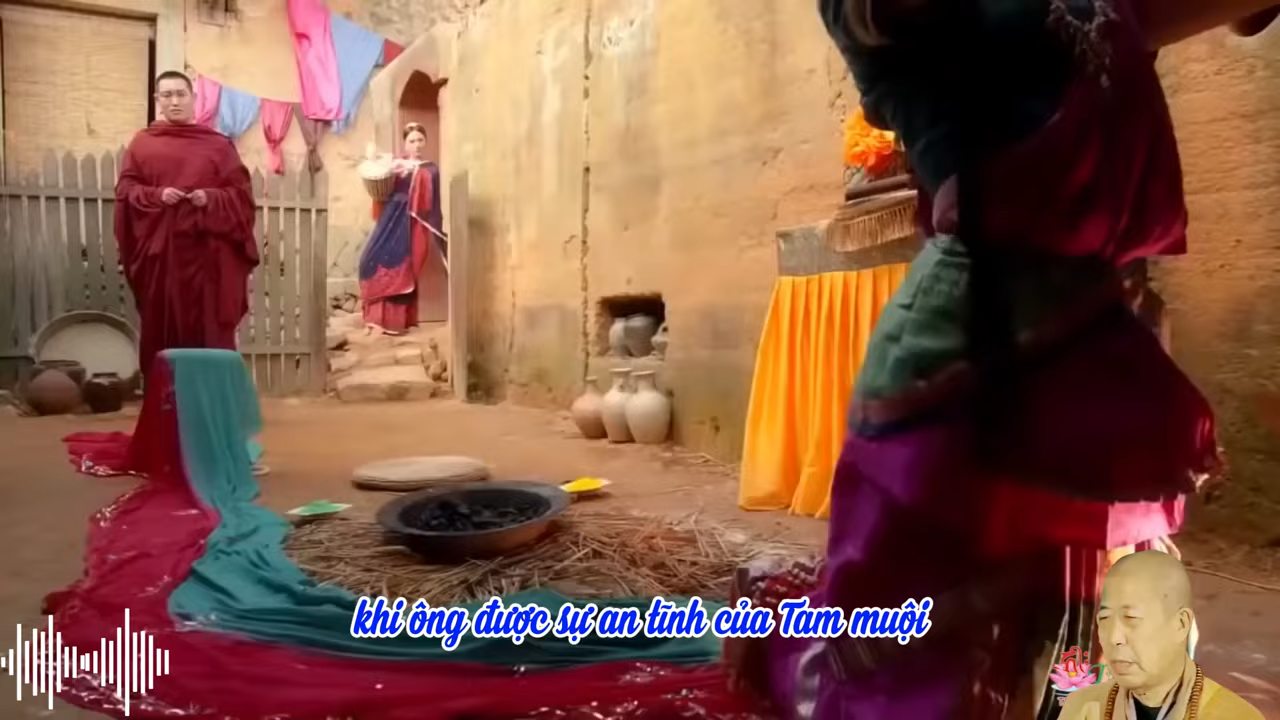 khi ông được sự an tĩnh của Tam muội